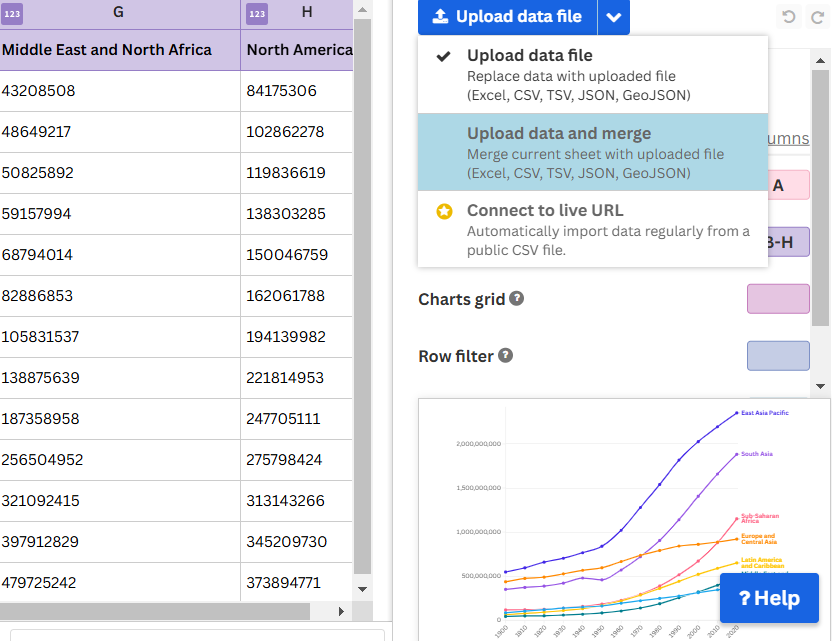 123 G 123 H
Middle East and North Africa North America
43208508 84175306
48649217 102862278
50825892 119836619
59157994 138303285
68794014 150046759
82886853 162061788
105831537 194139982
138875639 221814953
187358958 247705111
256504952 275798424
321092415 313143266
397912829 345209730
479725242 373894771
Upload data file
Upload data file
Replace data with uploaded file
(Excel, CSV, TSV, JSON, GeoJSON)
Upload data and merge
Merge current sheet with uploaded file
(Excel, CSV, TSV, JSON, GeoJSON)
Connect to live URL
Automatically import data regularly from a
public CSV file.
umns
A
B-H
Charts grid ?
Row filter ?
2,000,000,000
1,500,000,000
1,000,000,000
500,000,000
0
East Asia Pacific
South Asia
Sub-Saharan
Africa
Europe and
Central Asia
Latin America
and Caribbean
1900 1910 1920 1930 1940 1950 1960 1970 1980 1990 2000 2010 2020
? Help